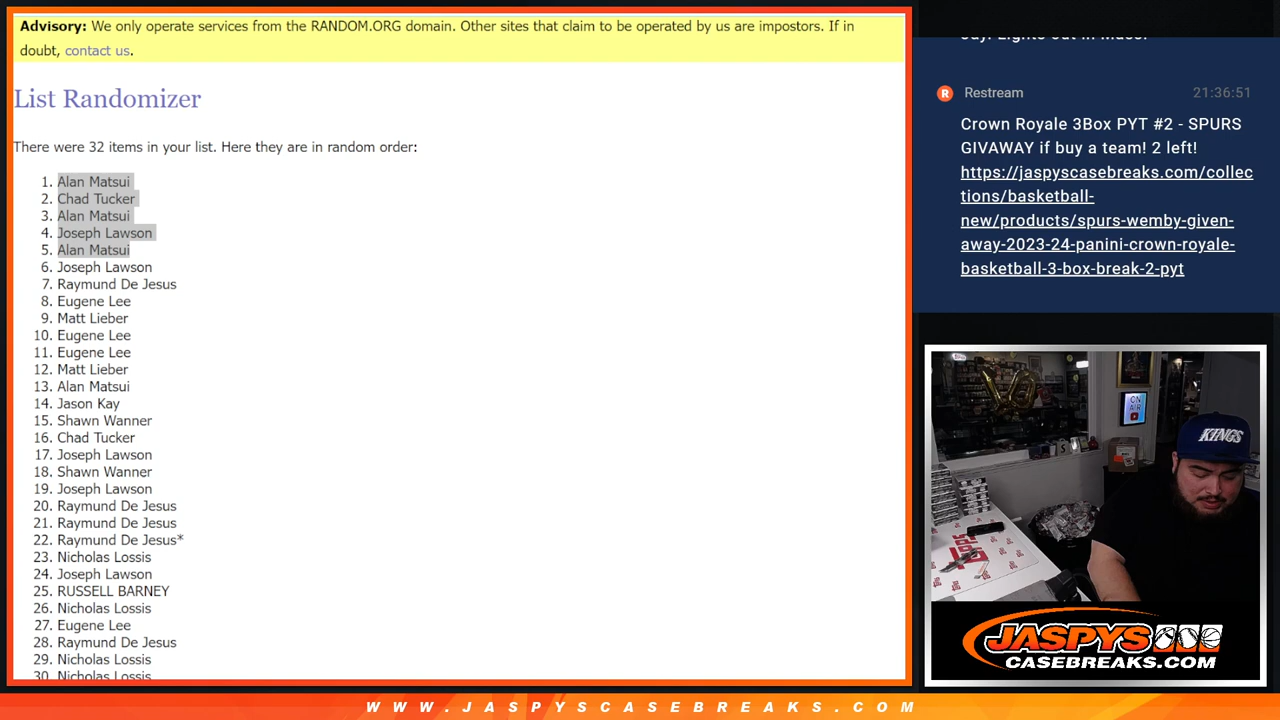 Advisory: We only operate services from the RANDOM.ORG domain. Other sites that claim to be operated by us are impostors. If in
doubt, contact us.
List Randomizer
There were 32 items in your list. Here they are in random order:
1. Alan Matsui
2. Chad Tucker
3. Alan Matsui
4. Joseph Lawson
5. Alan Matsui
6. Joseph Lawson
7. Raymund De Jesus
8. Eugene Lee
9. Matt Lieber
10. Eugene Lee
11. Eugene Lee
12. Matt Lieber
13. Alan Matsui
14. Jason Kay
15. Shawn Wanner
16. Chad Tucker
17. Joseph Lawson
18. Shawn Wanner
19. Joseph Lawson
20. Raymund De Jesus
21. Raymund De Jesus
22. Raymund De Jesus*
23. Nicholas Lossis
24. Joseph Lawson
25. RUSSELL BARNEY
26. Nicholas Lossis
27. Eugene Lee
28. Raymund De Jesus
29. Nicholas Lossis
30. Nicholas Lossis
Restream 21:36:51
Crown Royale 3Box PYT #2 - SPURS
GIVAWAY if buy a team! 2 left!
https://jaspyscasebreaks.com/collec
tions/basketball-
new/products/spurs-wemby-given-
away-2023-24-panini-crown-royale-
basketball-3-box-break-2-pyt
ON
AIR
KINGS
JASPYS
CASEBREAKS.COM
WWW.JASPYSCASEBREAKS.COM